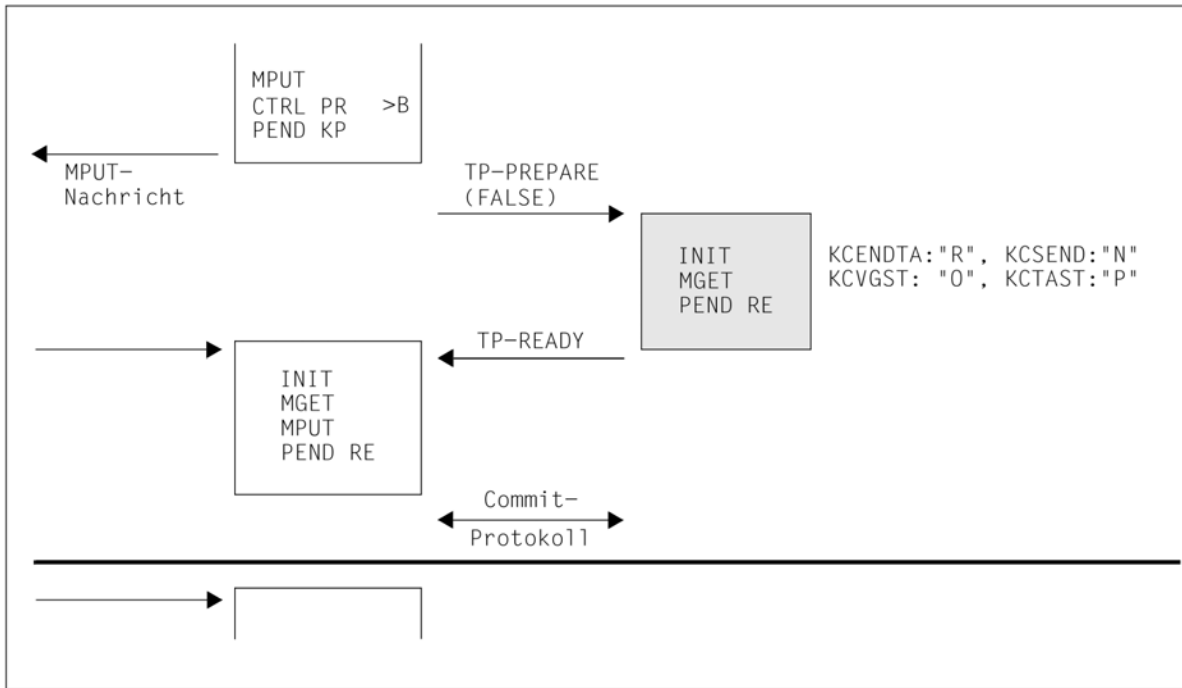 MPUT
CTRL PR >B
PEND KP
MPUT-
Nachricht
TP-PREPARE
(FALSE)
INIT
MGET
PEND RE
KCENDTA:"R", KCSEND:"N"
KCVGST: "O", KCTAST:"P"
TP-READY
INIT
MGET
MPUT
PEND RE
Commit-
Protokoll